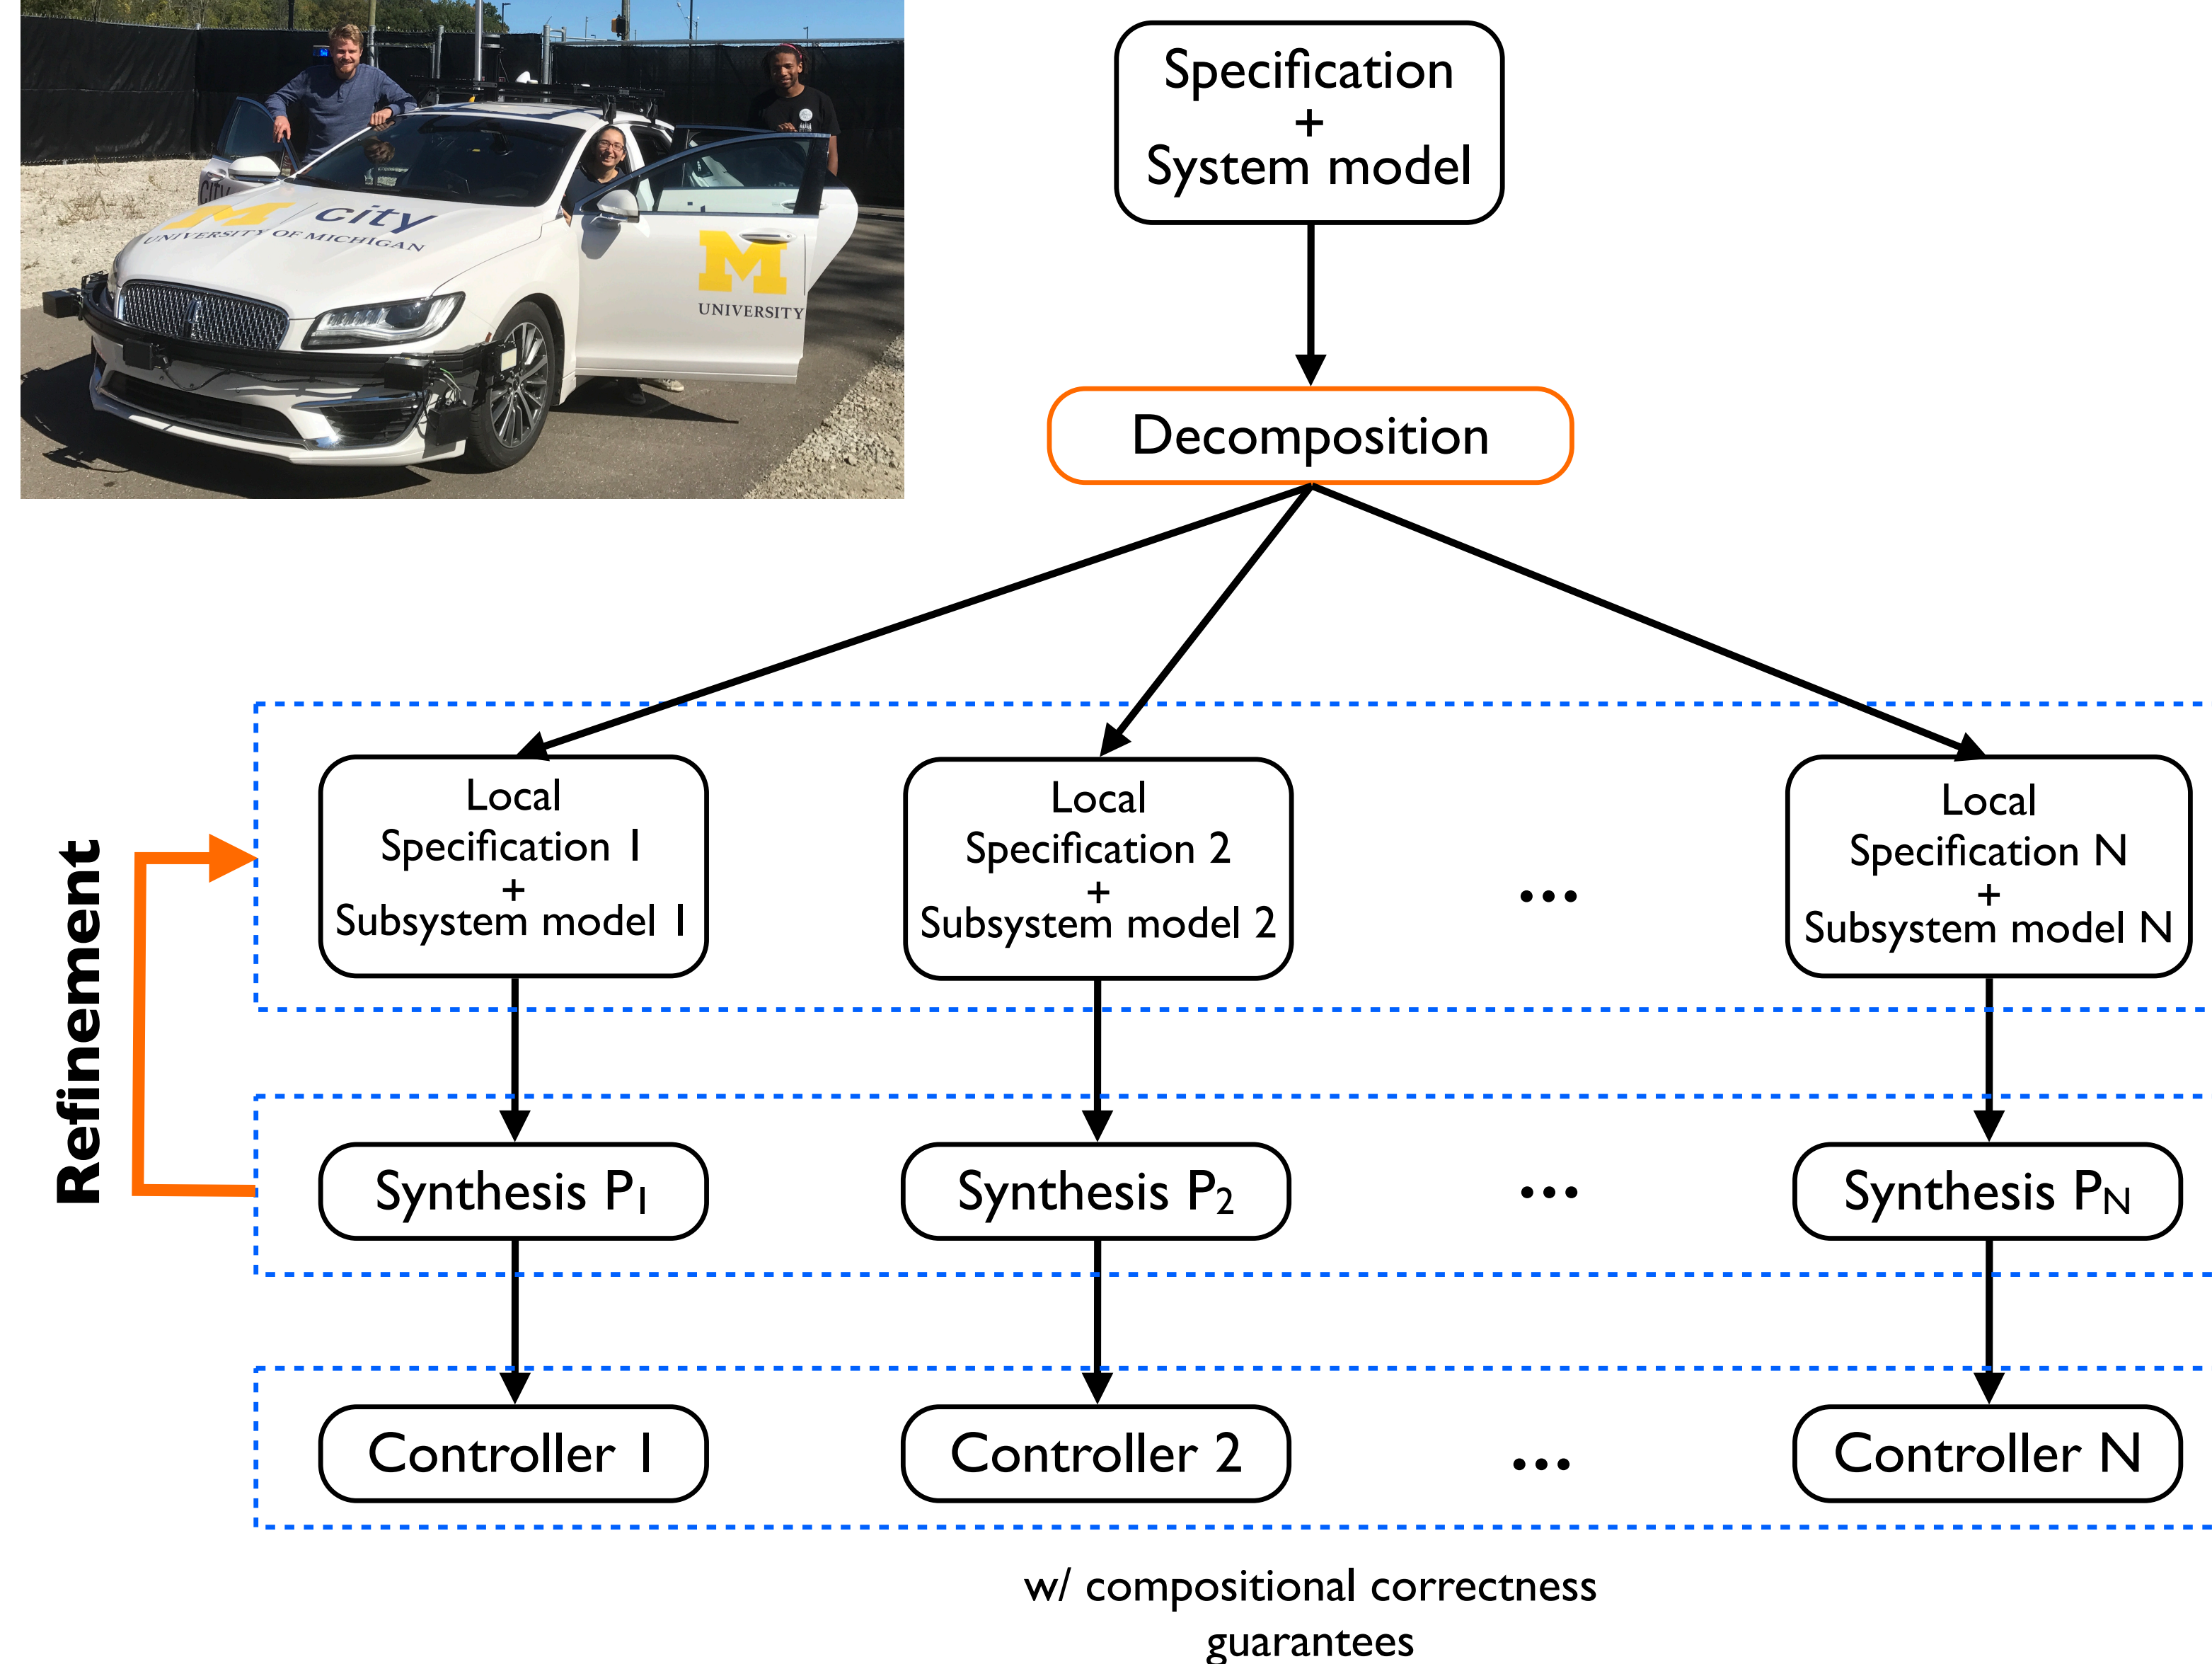 M | city
UNIVERSITY OF MICHIGAN
M
UNIVERSITY
Specification
+
System model
Decomposition
Refinement
Local
Specification 1
+
Subsystem model 1
Local
Specification 2
+
Subsystem model 2
...
Local
Specification N
+
Subsystem model N
Synthesis P₁
Synthesis P₂
...
Synthesis Pₙ
Controller 1
Controller 2
...
Controller N
w/ compositional correctness
guarantees